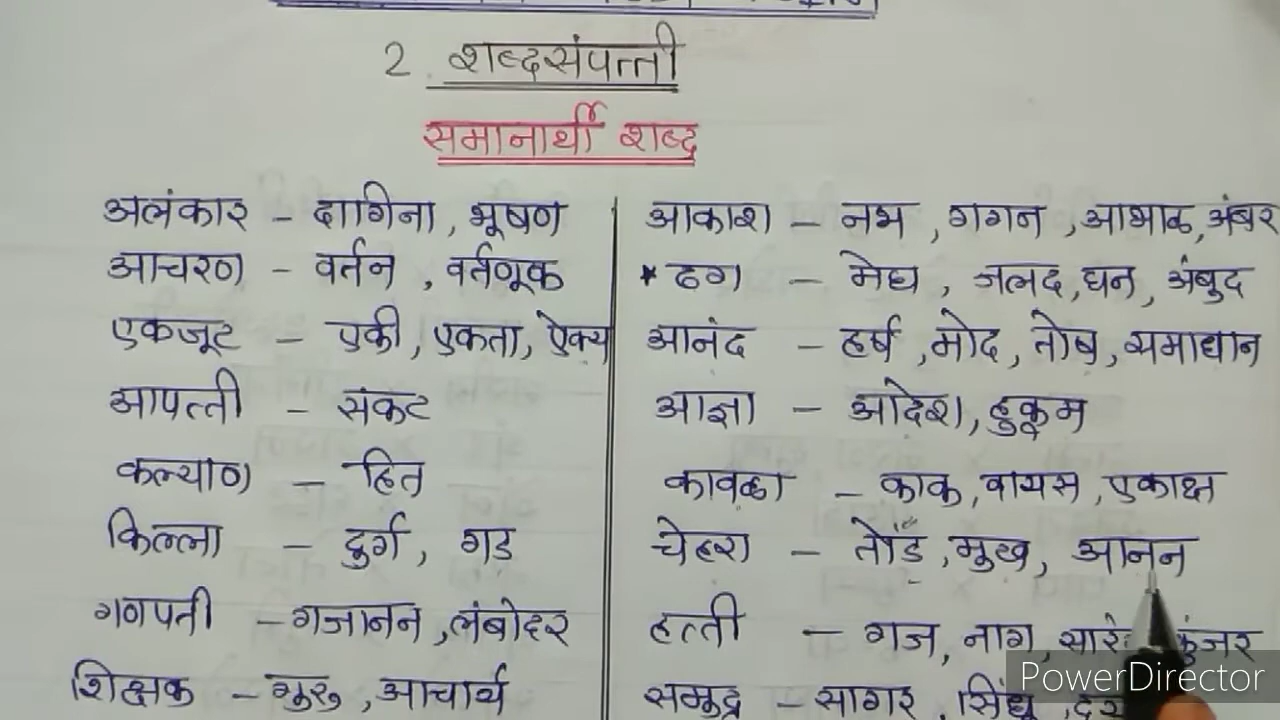 2. शब्दसंपत्ती
समानार्थी शब्द
अलंकार - दागिना, भूषण
आचरण - वर्तन, वर्तणूक
एकजूट - एकी, एकता, ऐक्य
आपत्ती - संकट
कल्याण - हित
किल्ला - दुर्ग, गड
गणपती - गजानन, लंबोदर
शिक्षक - गुरु, आचार्य
आकाश - नभ, गगन, आभाळ, अंबर
* ढग - मेघ, जलद, घन, अंबुद
आनंद - हर्ष, मोद, तोष, समाधान
आज्ञा - आदेश, हुकूम
कावळा - काक, वायस, एकाक्ष
चेहरा - तोंड, मुख, आनन
हत्ती - गज, नाग, कुंजर
समुद्र - सागर, सिंधू
PowerDirector